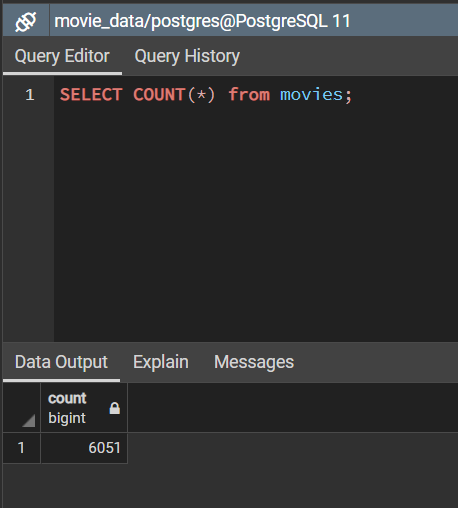 movie_data/postgres@PostgreSQL 11
Query Editor Query History
1 SELECT COUNT(*) from movies;
Data Output Explain Messages
count
bigint
1 6051